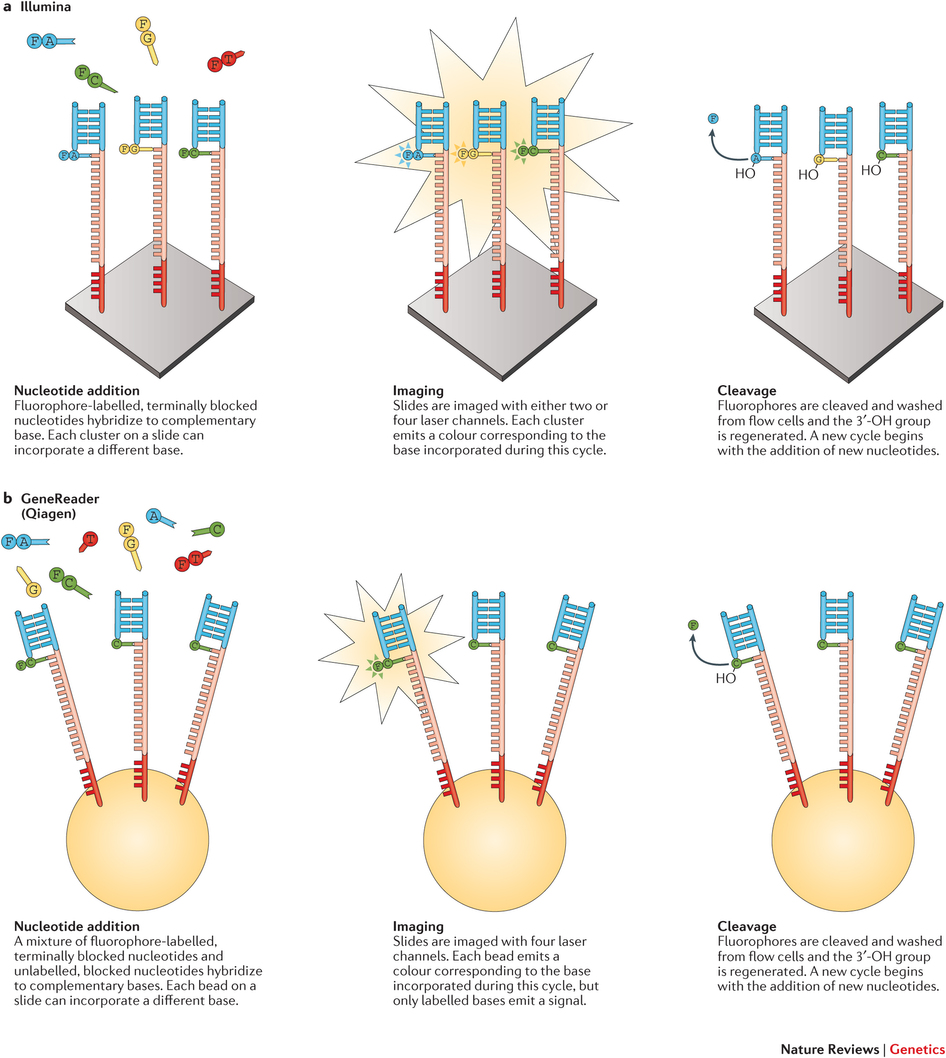 a Illumina
F A
F G
F C
F T
F A
F G
F C
F A
F G
F C
F
A
HO
G
HO
C
HO
Nucleotide addition
Fluorophore-labelled, terminally blocked
nucleotides hybridize to complementary
base. Each cluster on a slide can
incorporate a different base.
Imaging
Slides are imaged with either two or
four laser channels. Each cluster
emits a colour corresponding to the
base incorporated during this cycle.
Cleavage
Fluorophores are cleaved and washed
from flow cells and the 3′-OH group
is regenerated. A new cycle begins
with the addition of new nucleotides.
b GeneReader
(Qiagen)
F A
T
F G
A
C
F T
G
F C
F C
C
C
F C
C
C
F
C
HO
C
C
Nucleotide addition
A mixture of fluorophore-labelled,
terminally blocked nucleotides and
unlabelled, blocked nucleotides hybridize
to complementary bases. Each bead on a
slide can incorporate a different base.
Imaging
Slides are imaged with four laser
channels. Each bead emits a
colour corresponding to the base
incorporated during this cycle, but
only labelled bases emit a signal.
Cleavage
Fluorophores are cleaved and washed
from flow cells and the 3′-OH group
is regenerated. A new cycle begins
with the addition of new nucleotides.
Nature Reviews | Genetics